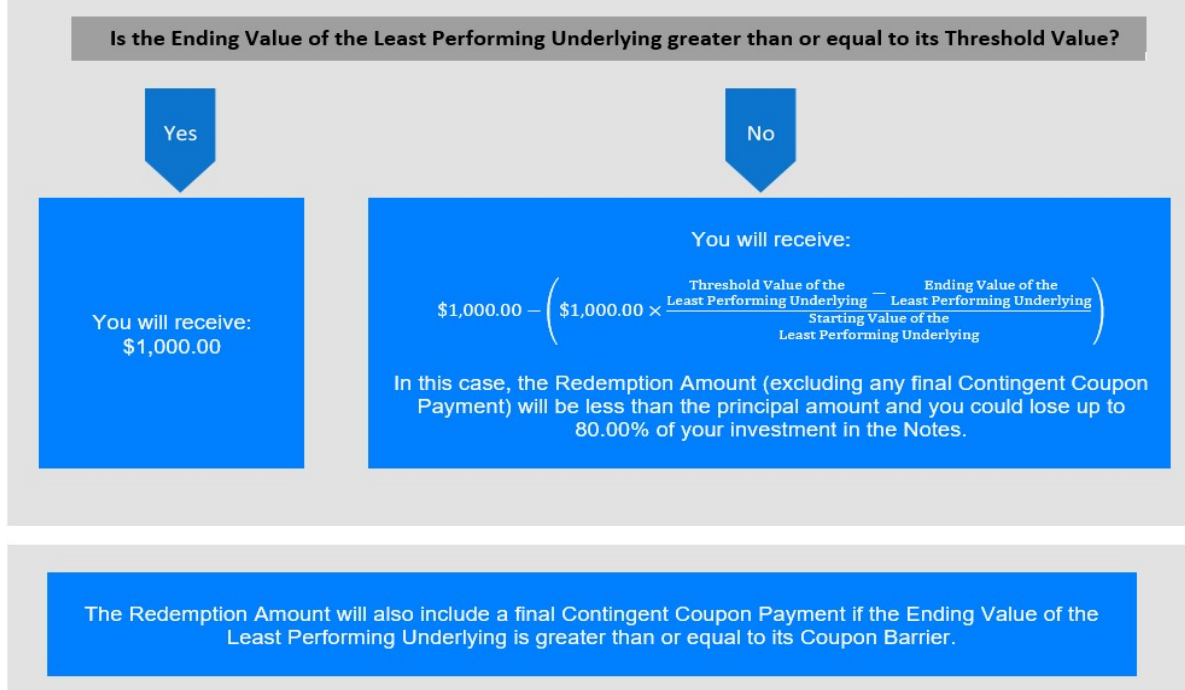 Is the Ending Value of the Least Performing Underlying greater than or equal to its Threshold Value?
Yes
No
You will receive:
$1,000.00
You will receive:
$1,000.00 − ($1,000.00 × (Threshold Value of the Least Performing Underlying − Ending Value of the Least Performing Underlying) / Starting Value of the Least Performing Underlying)
In this case, the Redemption Amount (excluding any final Contingent Coupon
Payment) will be less than the principal amount and you could lose up to
80.00% of your investment in the Notes.
The Redemption Amount will also include a final Contingent Coupon Payment if the Ending Value of the
Least Performing Underlying is greater than or equal to its Coupon Barrier.